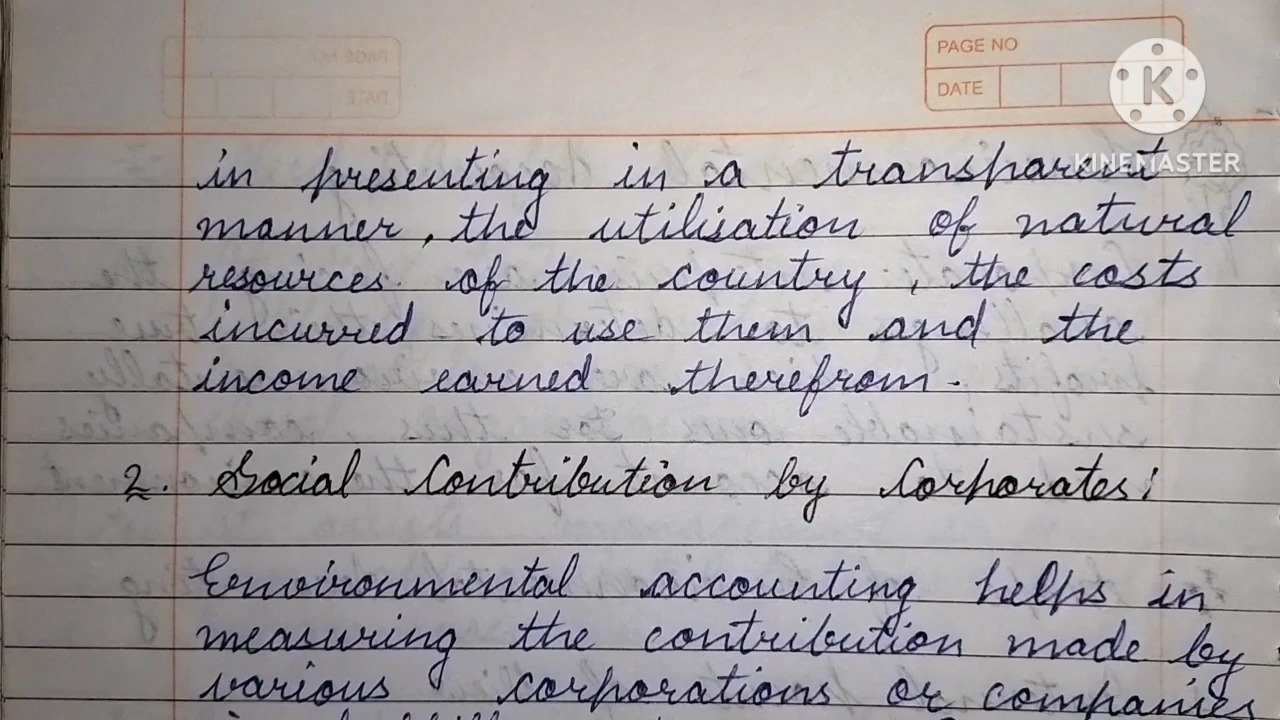 PAGE NO
DATE
K
KINEMASTER
in presenting in a transparent
manner, the utilisation of natural
resources of the country, the costs
incurred to use them and the
income earned therefrom.
2. Social Contribution by Corporates:
Environmental accounting helps in
measuring the contribution made by
various corporations or companies